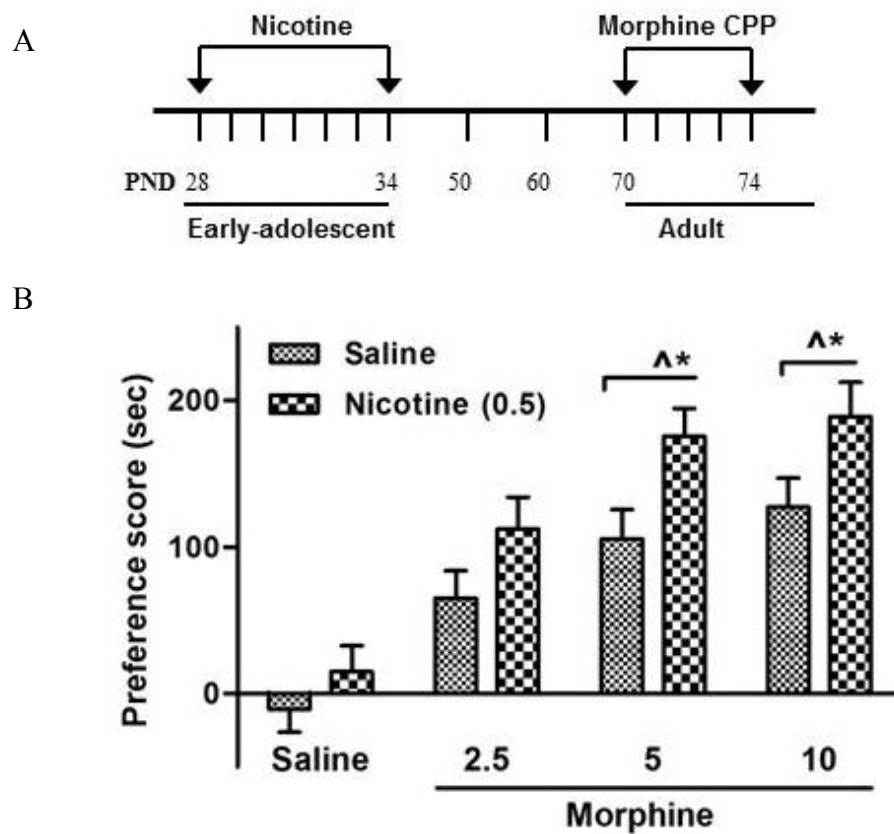 A
Nicotine
Morphine CPP
PND 28 34 50 60 70 74
Early-adolescent
Adult
B
Saline
Nicotine (0.5)
^*
^*
Preference score (sec)
200
100
0
Saline 2.5 5 10
Morphine